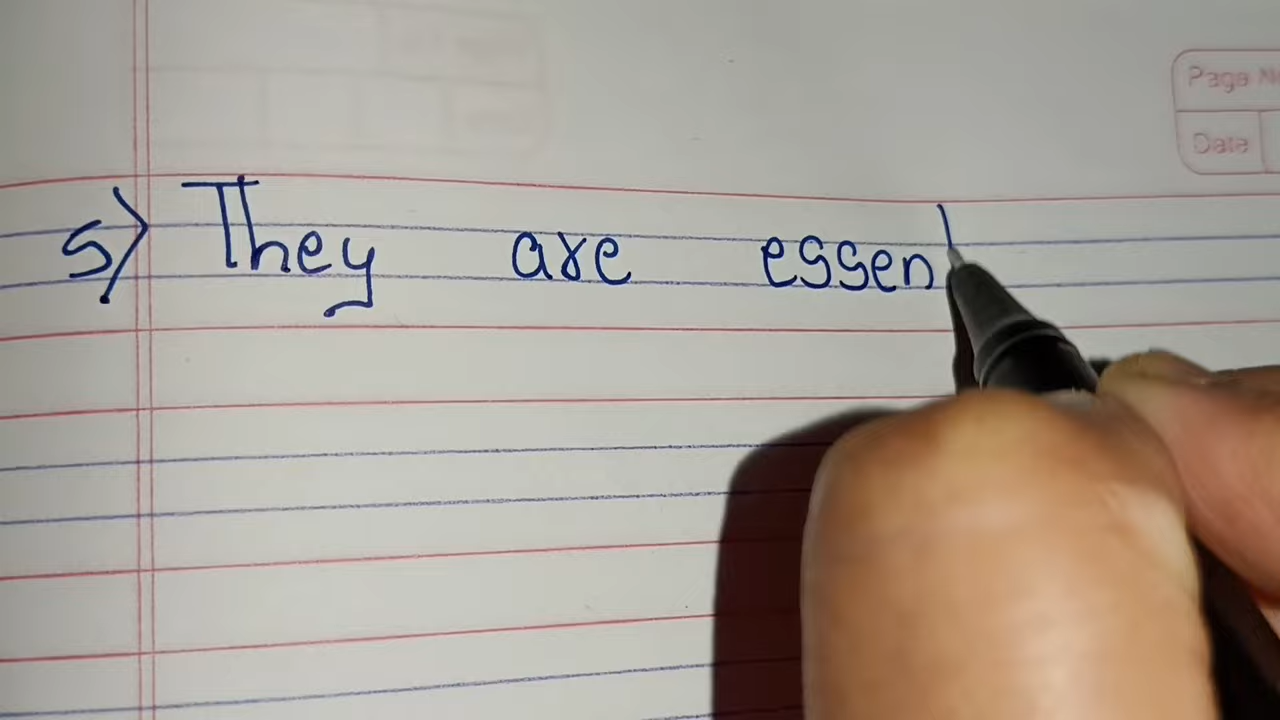 Page N
Date
5) They are essen